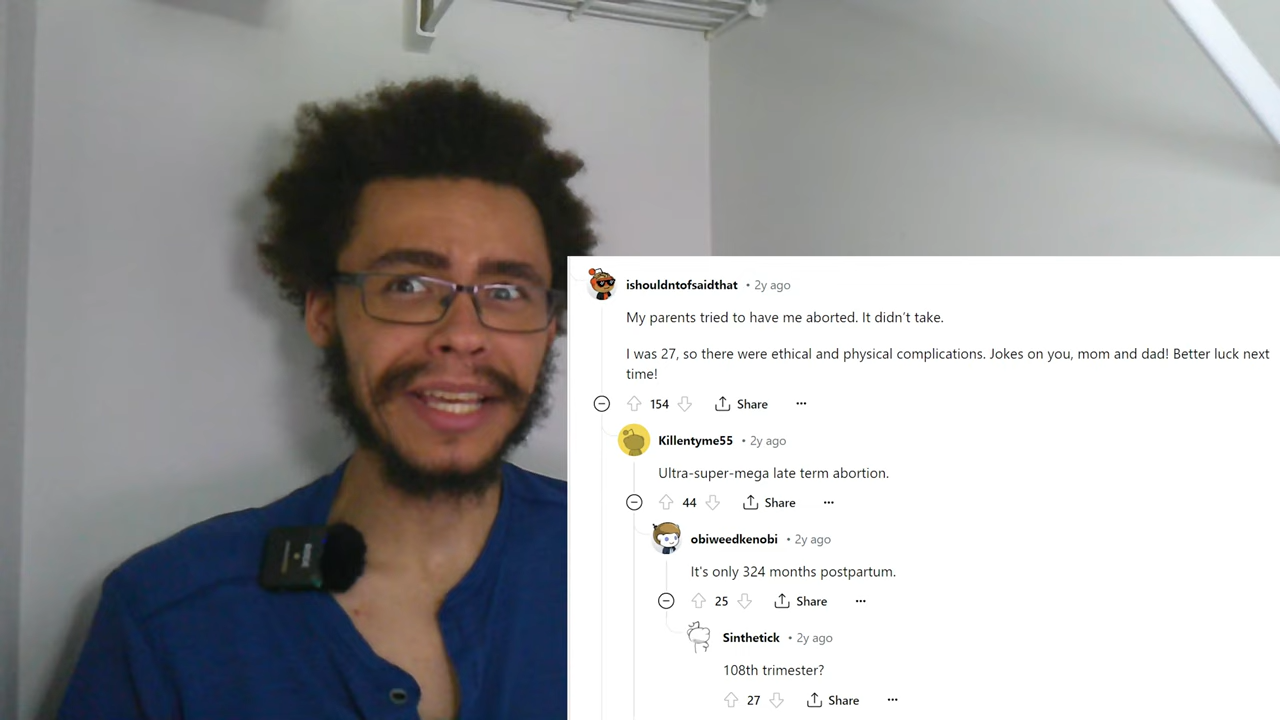 ishouldntofsaidthat • 2y ago
My parents tried to have me aborted. It didn’t take.
I was 27, so there were ethical and physical complications. Jokes on you, mom and dad! Better luck next
time!
154 Share ...
Killentyme55 • 2y ago
Ultra-super-mega late term abortion.
44 Share ...
obiweedkenobi • 2y ago
It's only 324 months postpartum.
25 Share ...
Sinthetick • 2y ago
108th trimester?
27 Share ...